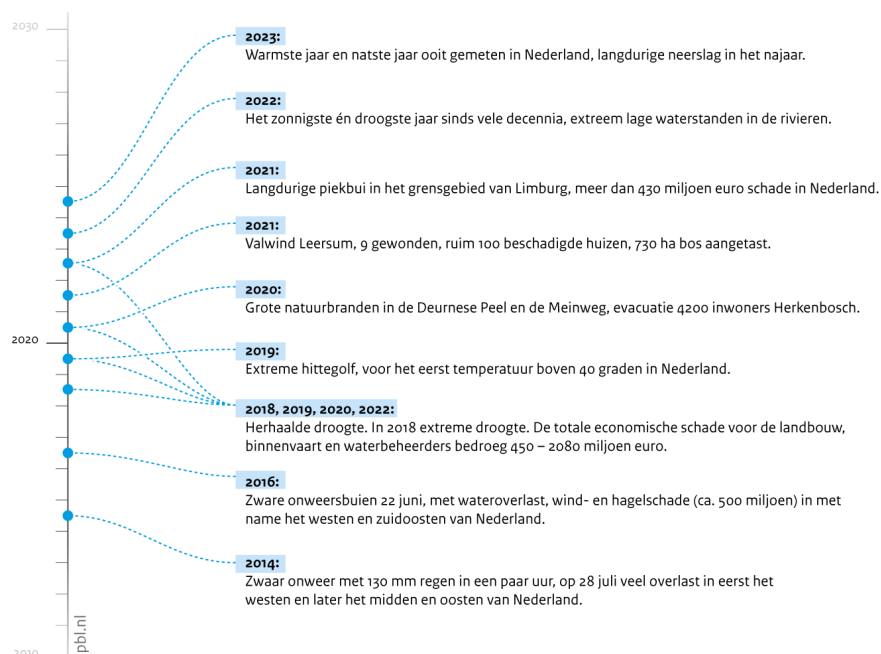 2030
2023:
Warmste jaar en natste jaar ooit gemeten in Nederland, langdurige neerslag in het najaar.
2022:
Het zonnigste én droogste jaar sinds vele decennia, extreem lage waterstanden in de rivieren.
2021:
Langdurige piekbui in het grensgebied van Limburg, meer dan 430 miljoen euro schade in Nederland.
2021:
Valwind Leersum, 9 gewonden, ruim 100 beschadigde huizen, 730 ha bos aangetast.
2020:
Grote natuurbranden in de Deurnese Peel en de Meinweg, evacuatie 4200 inwoners Herkenbosch.
2020
2019:
Extreme hittegolf, voor het eerst temperatuur boven 40 graden in Nederland.
2018, 2019, 2020, 2022:
Herhaalde droogte. In 2018 extreme droogte. De totale economische schade voor de landbouw,
binnenvaart en waterbeheerders bedroeg 450 – 2080 miljoen euro.
2016:
Zware onweersbuien 22 juni, met wateroverlast, wind- en hagelschade (ca. 500 miljoen) in met
name het westen en zuidoosten van Nederland.
2014:
Zwaar onweer met 130 mm regen in een paar uur, op 28 juli veel overlast in eerst het
westen en later het midden en oosten van Nederland.
pbl.nl
2010